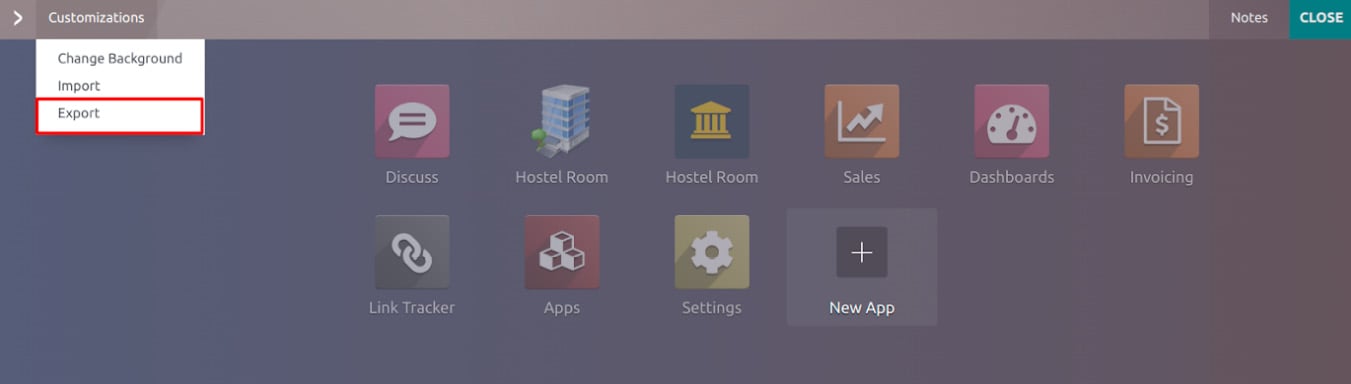 Customizations
Notes
CLOSE
Change Background
Import
Export
Discuss
Hostel Room
Hostel Room
Sales
Dashboards
Invoicing
Link Tracker
Apps
Settings
New App